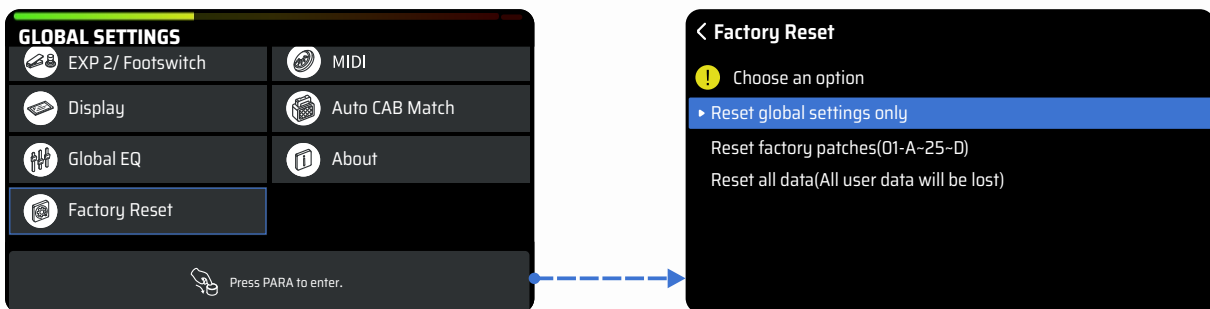 GLOBAL SETTINGS
EXP 2/ Footswitch
MIDI
Display
Auto CAB Match
Global EQ
About
Factory Reset
Press PARA to enter.
Factory Reset
Choose an option
Reset global settings only
Reset factory patches(01-A~25~D)
Reset all data(All user data will be lost)